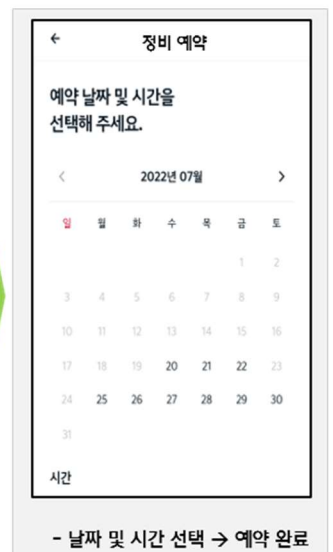 ←
정비 예약
예약 날짜 및 시간을
선택해 주세요.
< 2022년 07월 >
일 월 화 수 목 금 토
1 2
3 4 5 6 7 8 9
10 11 12 13 14 15 16
17 18 19 20 21 22 23
24 25 26 27 28 29 30
31
시간
- 날짜 및 시간 선택 → 예약 완료